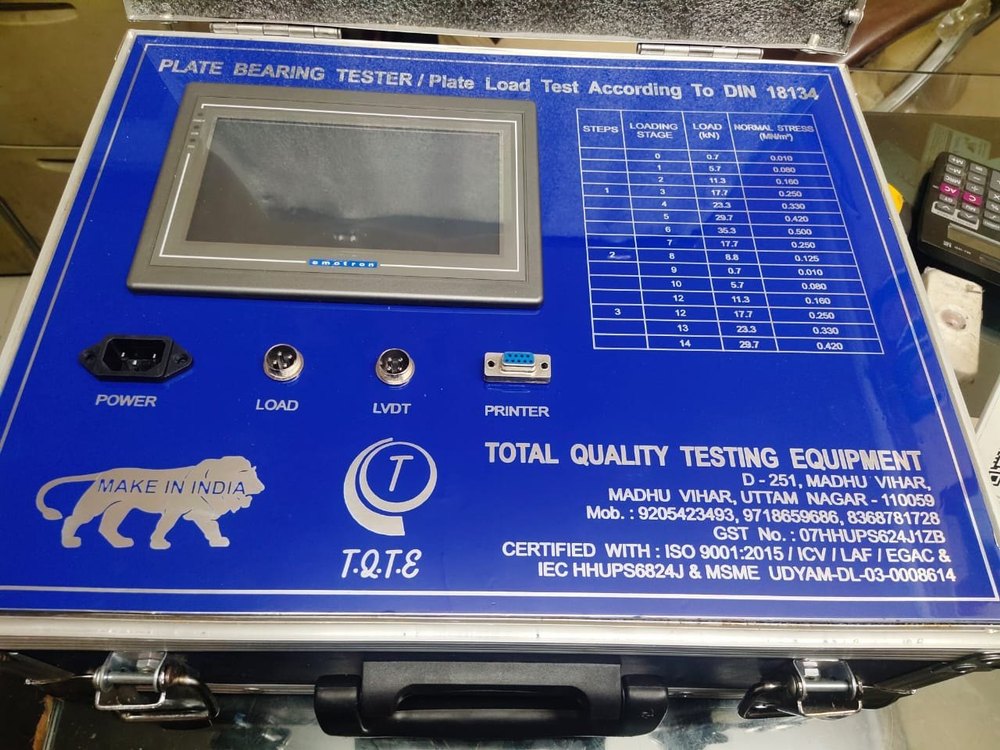 PLATE BEARING TESTER / Plate Load Test According To DIN 18134
STEPS LOADING STAGE LOAD (kN) NORMAL STRESS (MN/m²)
0 0.7 0.010
1 5.7 0.080
2 11.3 0.160
1 3 17.7 0.250
4 23.3 0.330
5 29.7 0.420
6 35.3 0.500
7 17.7 0.250
2 8 8.8 0.125
9 0.7 0.010
10 5.7 0.080
12 11.3 0.160
3 12 17.7 0.250
13 23.3 0.330
14 29.7 0.420
emotron
POWER
LOAD
LVDT
PRINTER
MAKE IN INDIA
T
T.Q.T.E
TOTAL QUALITY TESTING EQUIPMENT
D - 251, MADHU VIHAR,
MADHU VIHAR, UTTAM NAGAR - 110059
Mob. : 9205423493, 9718659686, 8368781728
GST No. : 07HHUPS624J1ZB
CERTIFIED WITH : ISO 9001:2015 / ICV / LAF / EGAC &
IEC HHUPS6824J & MSME UDYAM-DL-03-0008614